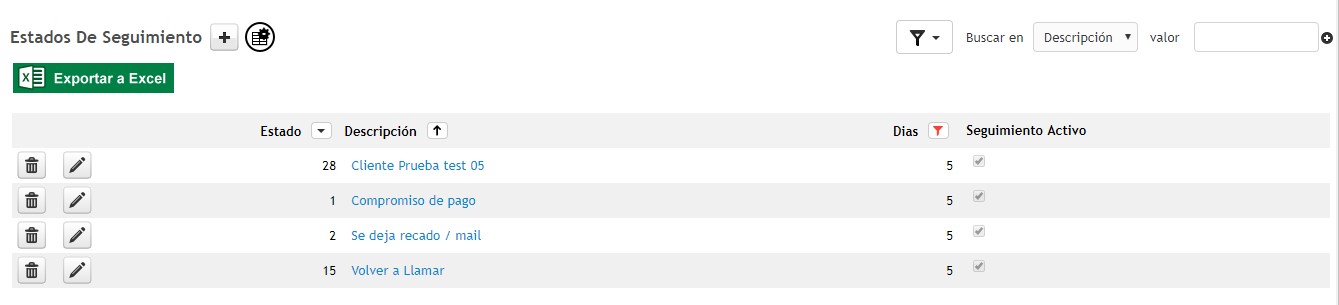 Estados De Seguimiento
Buscar en Descripción valor
Exportar a Excel
Estado Descripción Dias Seguimiento Activo
28 Cliente Prueba test 05 5
1 Compromiso de pago 5
2 Se deja recado / mail 5
15 Volver a Llamar 5